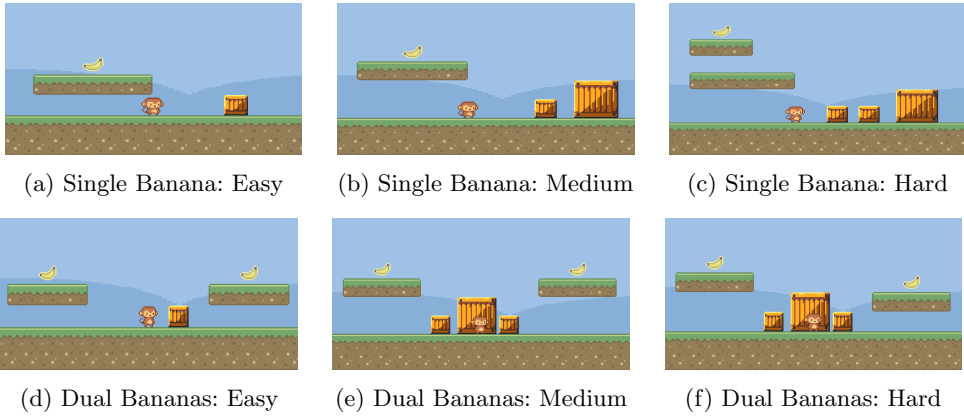 (a) Single Banana: Easy
(b) Single Banana: Medium
(c) Single Banana: Hard
(d) Dual Bananas: Easy
(e) Dual Bananas: Medium
(f) Dual Bananas: Hard